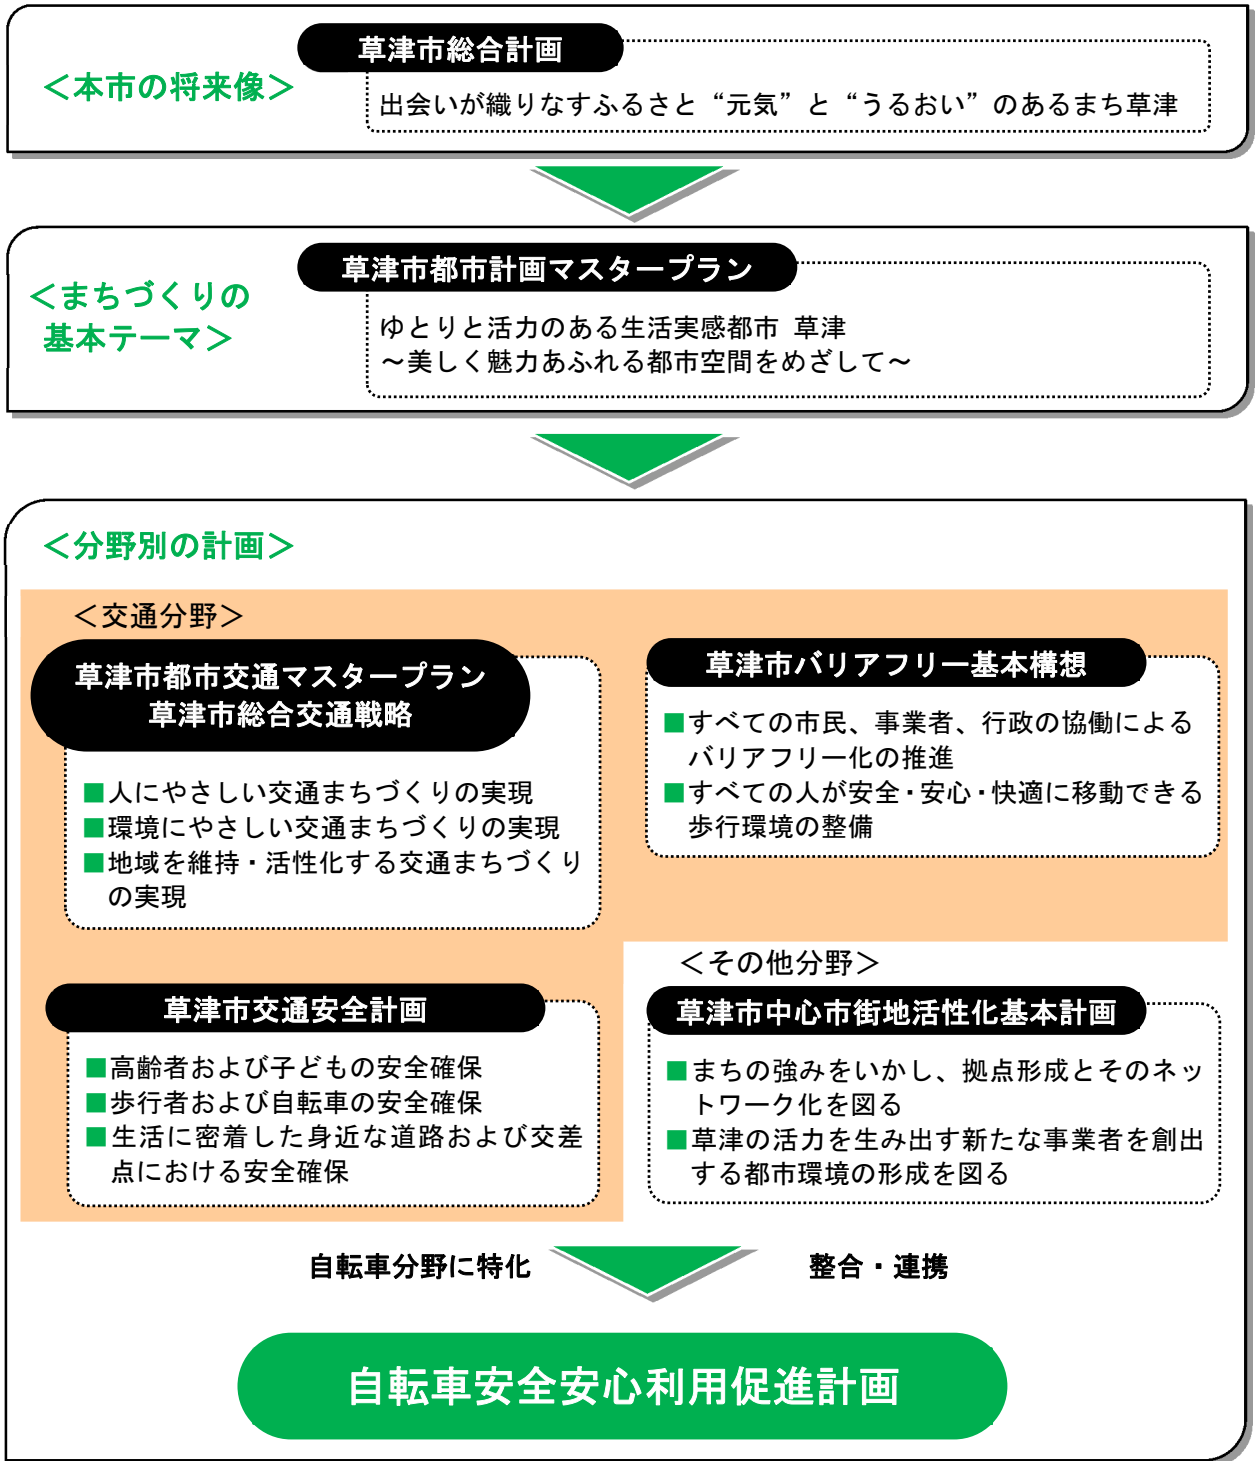 草津市総合計画
＜本市の将来像＞
出会いが織りなすふるさと“元気”と“うるおい”のあるまち草津
草津市都市計画マスタープラン
＜まちづくりの
基本テーマ＞
ゆとりと活力のある生活実感都市 草津
～美しく魅力あふれる都市空間をめざして～
＜分野別の計画＞
＜交通分野＞
草津市都市交通マスタープラン
草津市総合交通戦略
■人にやさしい交通まちづくりの実現
■環境にやさしい交通まちづくりの実現
■地域を維持・活性化する交通まちづくり
の実現
草津市バリアフリー基本構想
■すべての市民、事業者、行政の協働による
バリアフリー化の推進
■すべての人が安全・安心・快適に移動できる
歩行環境の整備
草津市交通安全計画
■高齢者および子どもの安全確保
■歩行者および自転車の安全確保
■生活に密着した身近な道路および交差
点における安全確保
＜その他分野＞
草津市中心市街地活性化基本計画
■まちの強みをいかし、拠点形成とそのネッ
トワーク化を図る
■草津の活力を生み出す新たな事業者を創出
する都市環境の形成を図る
自転車分野に特化
整合・連携
自転車安全安心利用促進計画